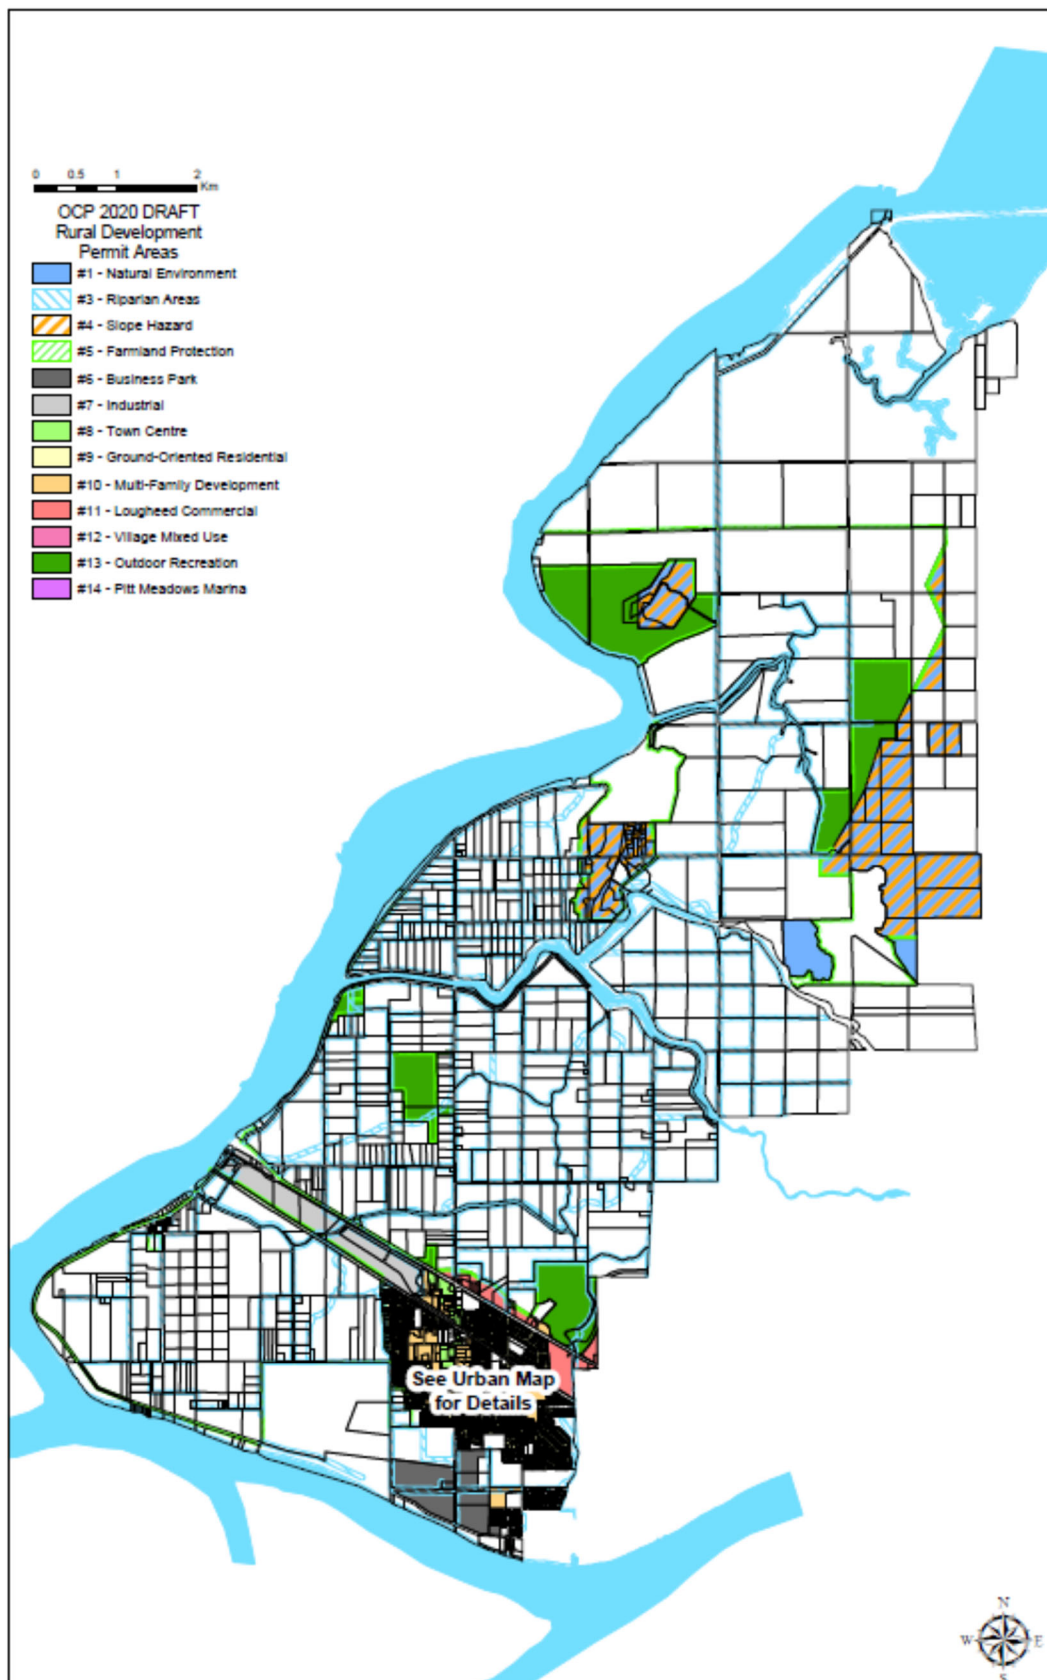 0 0.5 1 2
Km
OCP 2020 DRAFT
Rural Development
Permit Areas
#1 - Natural Environment
#3 - Riparian Areas
#4 - Slope Hazard
#5 - Farmland Protection
#6 - Business Park
#7 - Industrial
#8 - Town Centre
#9 - Ground-Oriented Residential
#10 - Multi-Family Development
#11 - Lougheed Commercial
#12 - Village Mixed Use
#13 - Outdoor Recreation
#14 - Pitt Meadows Marina
See Urban Map
for Details
N
W E
S